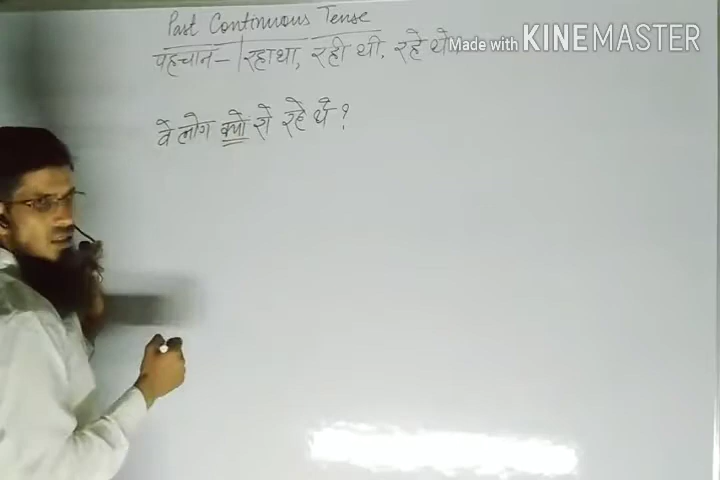 Past Continuous Tense
पहचान - रहा था, रही थी, रहे थे।
Made with KINEMASTER
वे लोग क्यों रो रहे थे ?